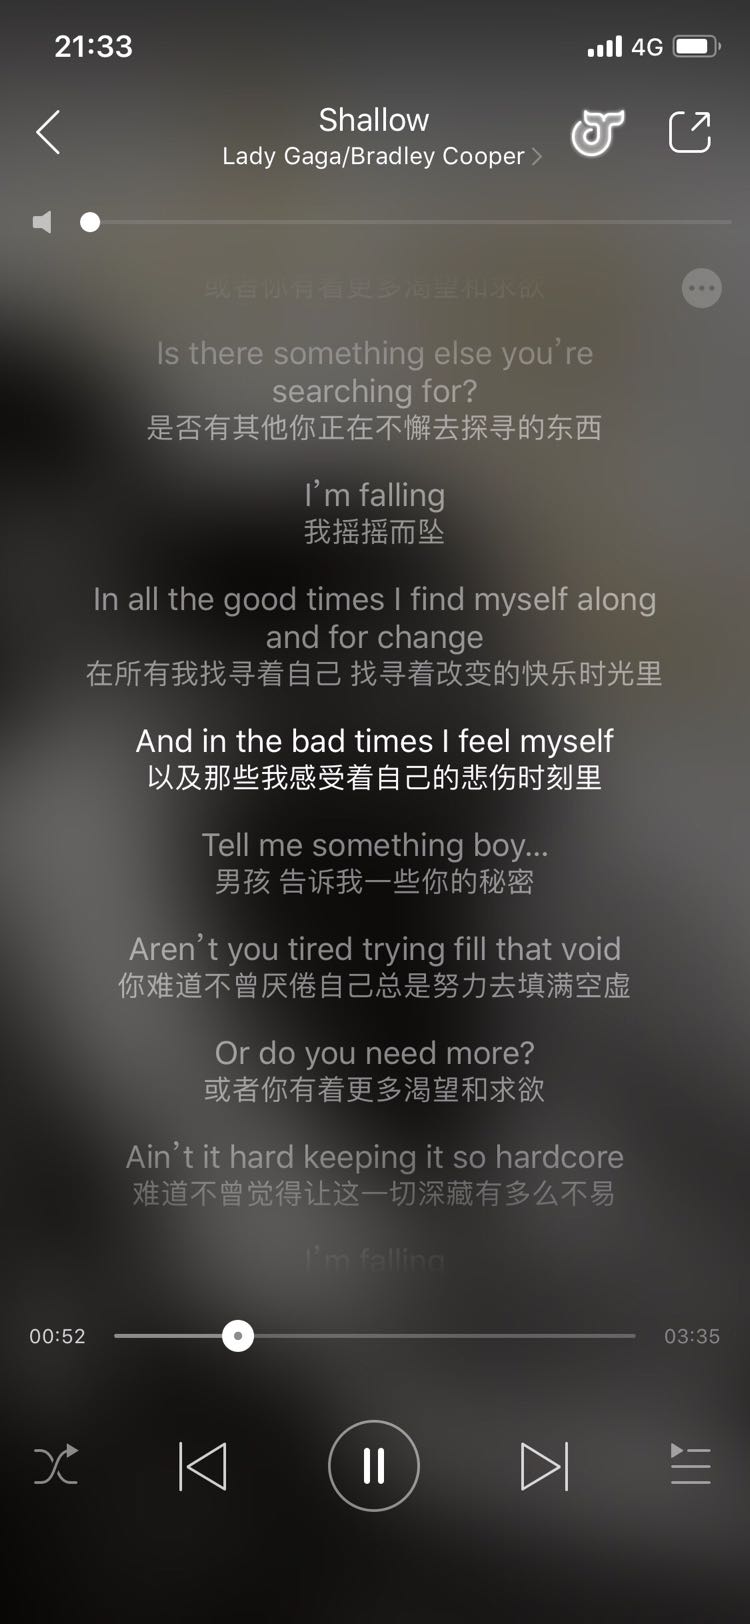 21:33
4G
Shallow
Lady Gaga/Bradley Cooper
或者你有着更多渴望和求欲
Is there something else you're
searching for?
是否有其他你正在不懈去探寻的东西
I'm falling
我摇摇而坠
In all the good times I find myself along
and for change
在所有我找寻着自己 找寻着改变的快乐时光里
And in the bad times I feel myself
以及那些我感受着自己的悲伤时刻里
Tell me something boy...
男孩 告诉我一些你的秘密
Aren't you tired trying fill that void
你难道不曾厌倦自己总是努力去填满空虚
Or do you need more?
或者你有着更多渴望和求欲
Ain't it hard keeping it so hardcore
难道不曾觉得让这一切深藏有多么不易
I'm falling
00:52
03:35